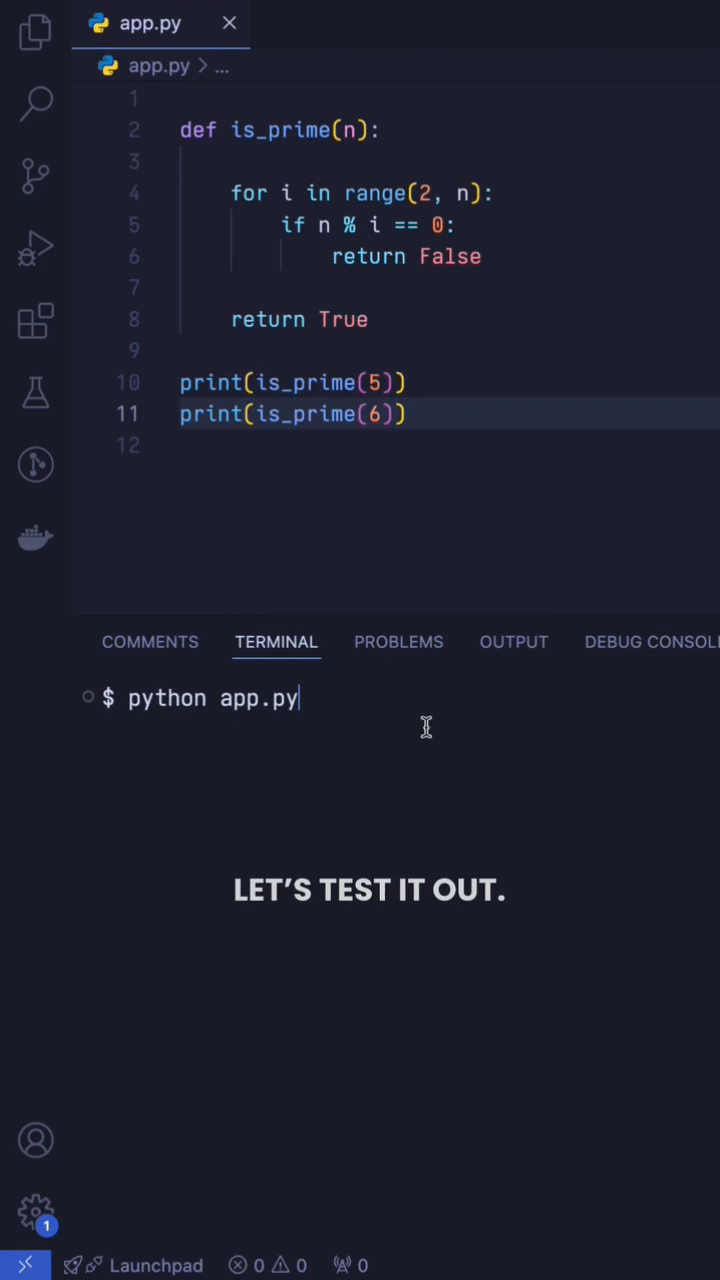 app.py
app.py > ...
1
2 def is_prime(n):
3
4 for i in range(2, n):
5 if n % i == 0:
6 return False
7
8 return True
9
10 print(is_prime(5))
11 print(is_prime(6))
12
COMMENTS TERMINAL PROBLEMS OUTPUT DEBUG CONSOL
$ python app.py
LET’S TEST IT OUT.
1
Launchpad 0 0 0